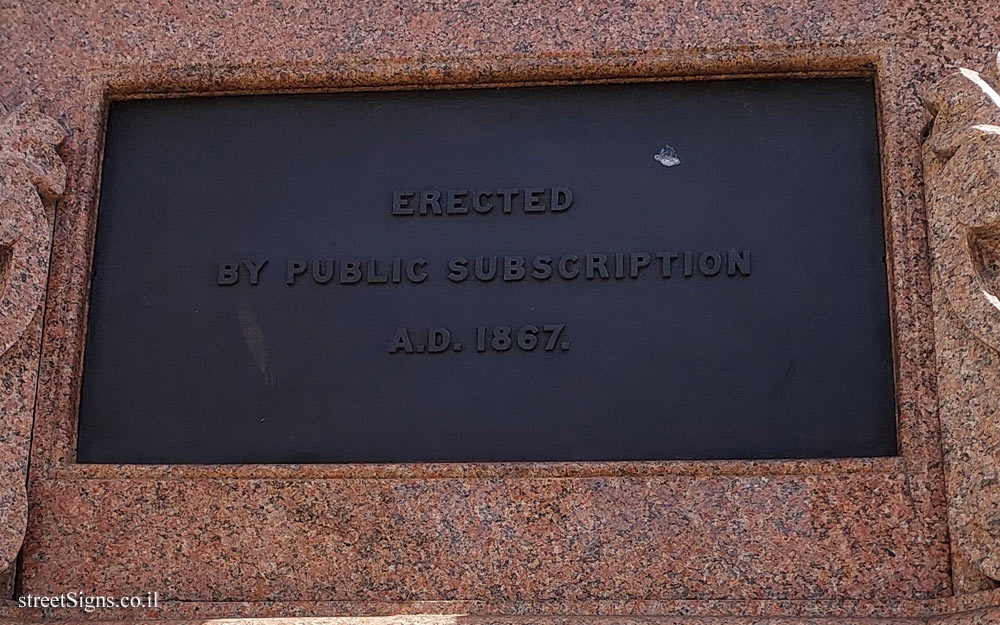 ERECTED
BY PUBLIC SUBSCRIPTION
A.D. 1867.
streetSigns.co.il